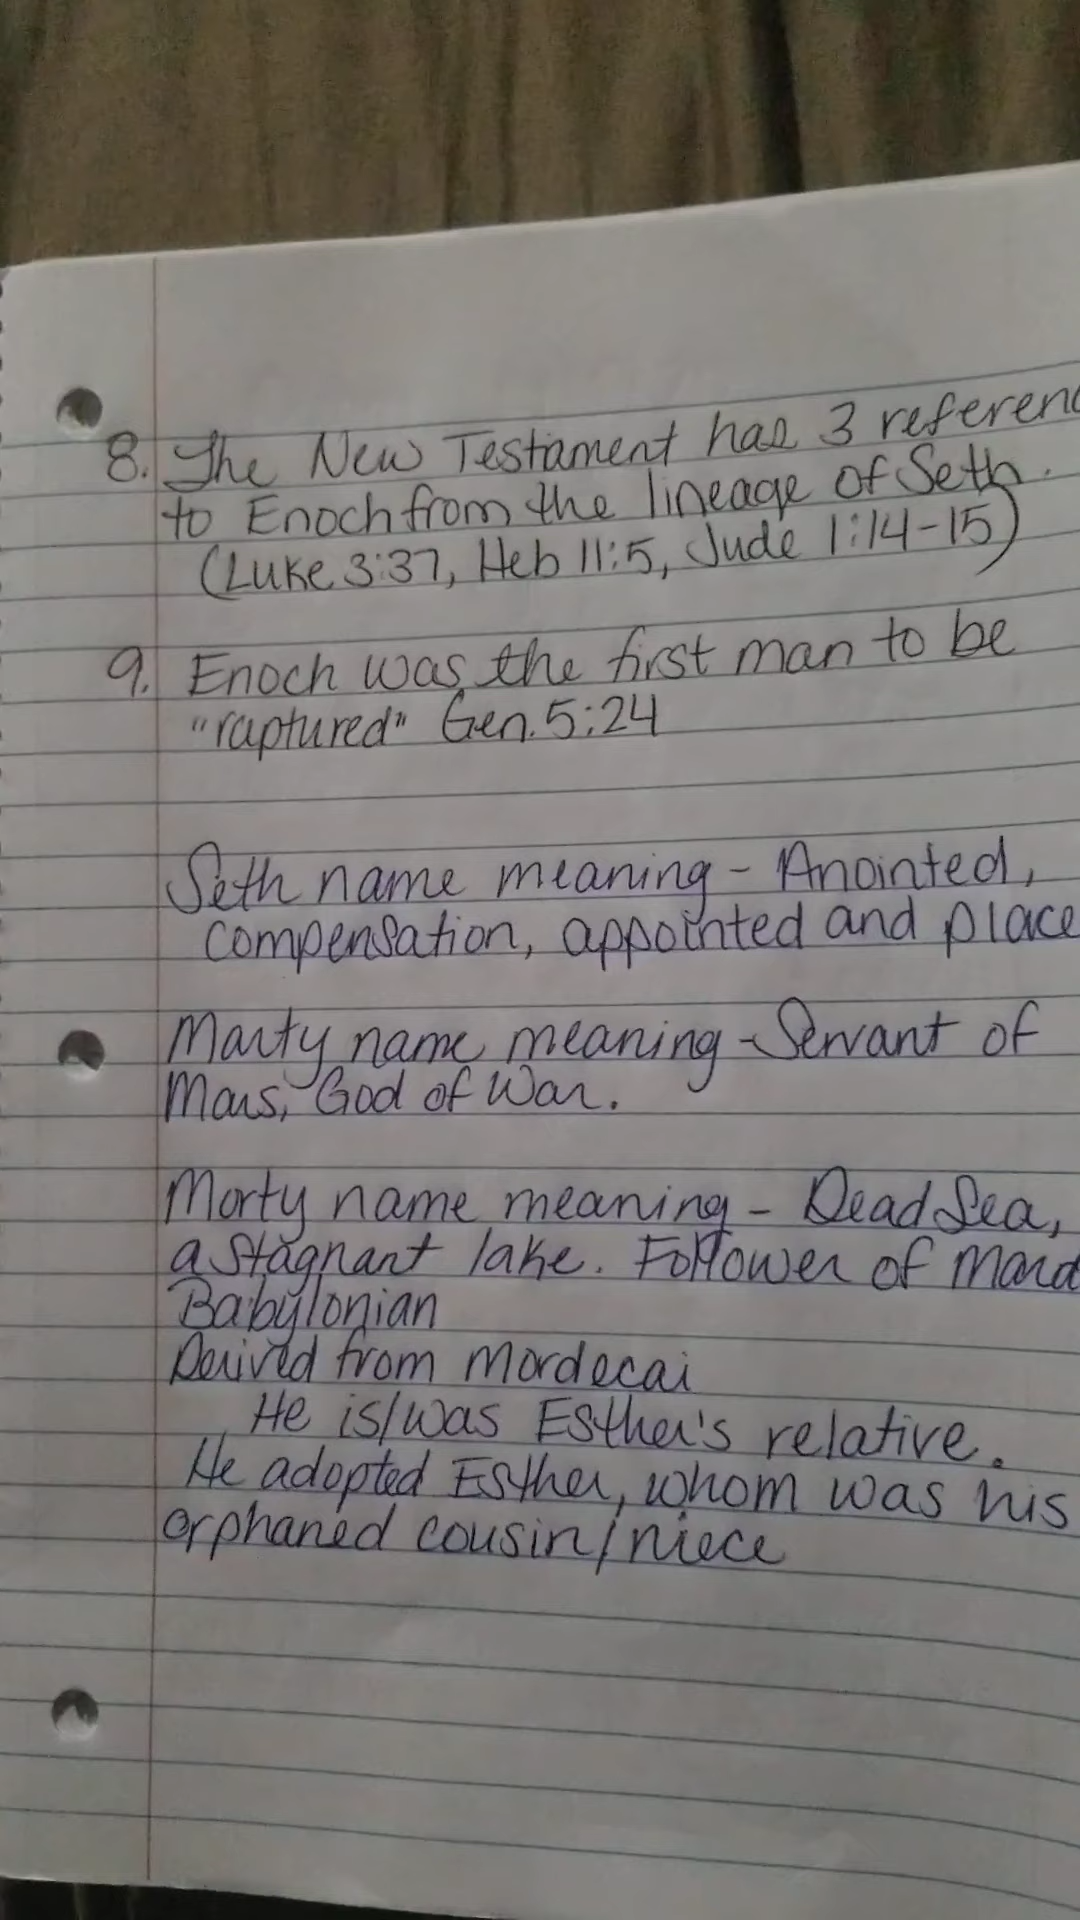 8. The New Testament has 3 referenc
to Enoch from the lineage of Seth.
(Luke 3:37, Heb 11:5, Jude 1:14-15)
9. Enoch was the first man to be
"raptured" Gen. 5:24
Seth name meaning - Anointed,
compensation, appointed and place
Marty name meaning - Servant of
Mars, God of War.
Morty name meaning - Dead Sea,
a stagnant lake. Follower of Mard
Babylonian
Derived from Mordecai
He is/was Esther's relative.
He adopted Esther, whom was his
orphaned cousin/niece